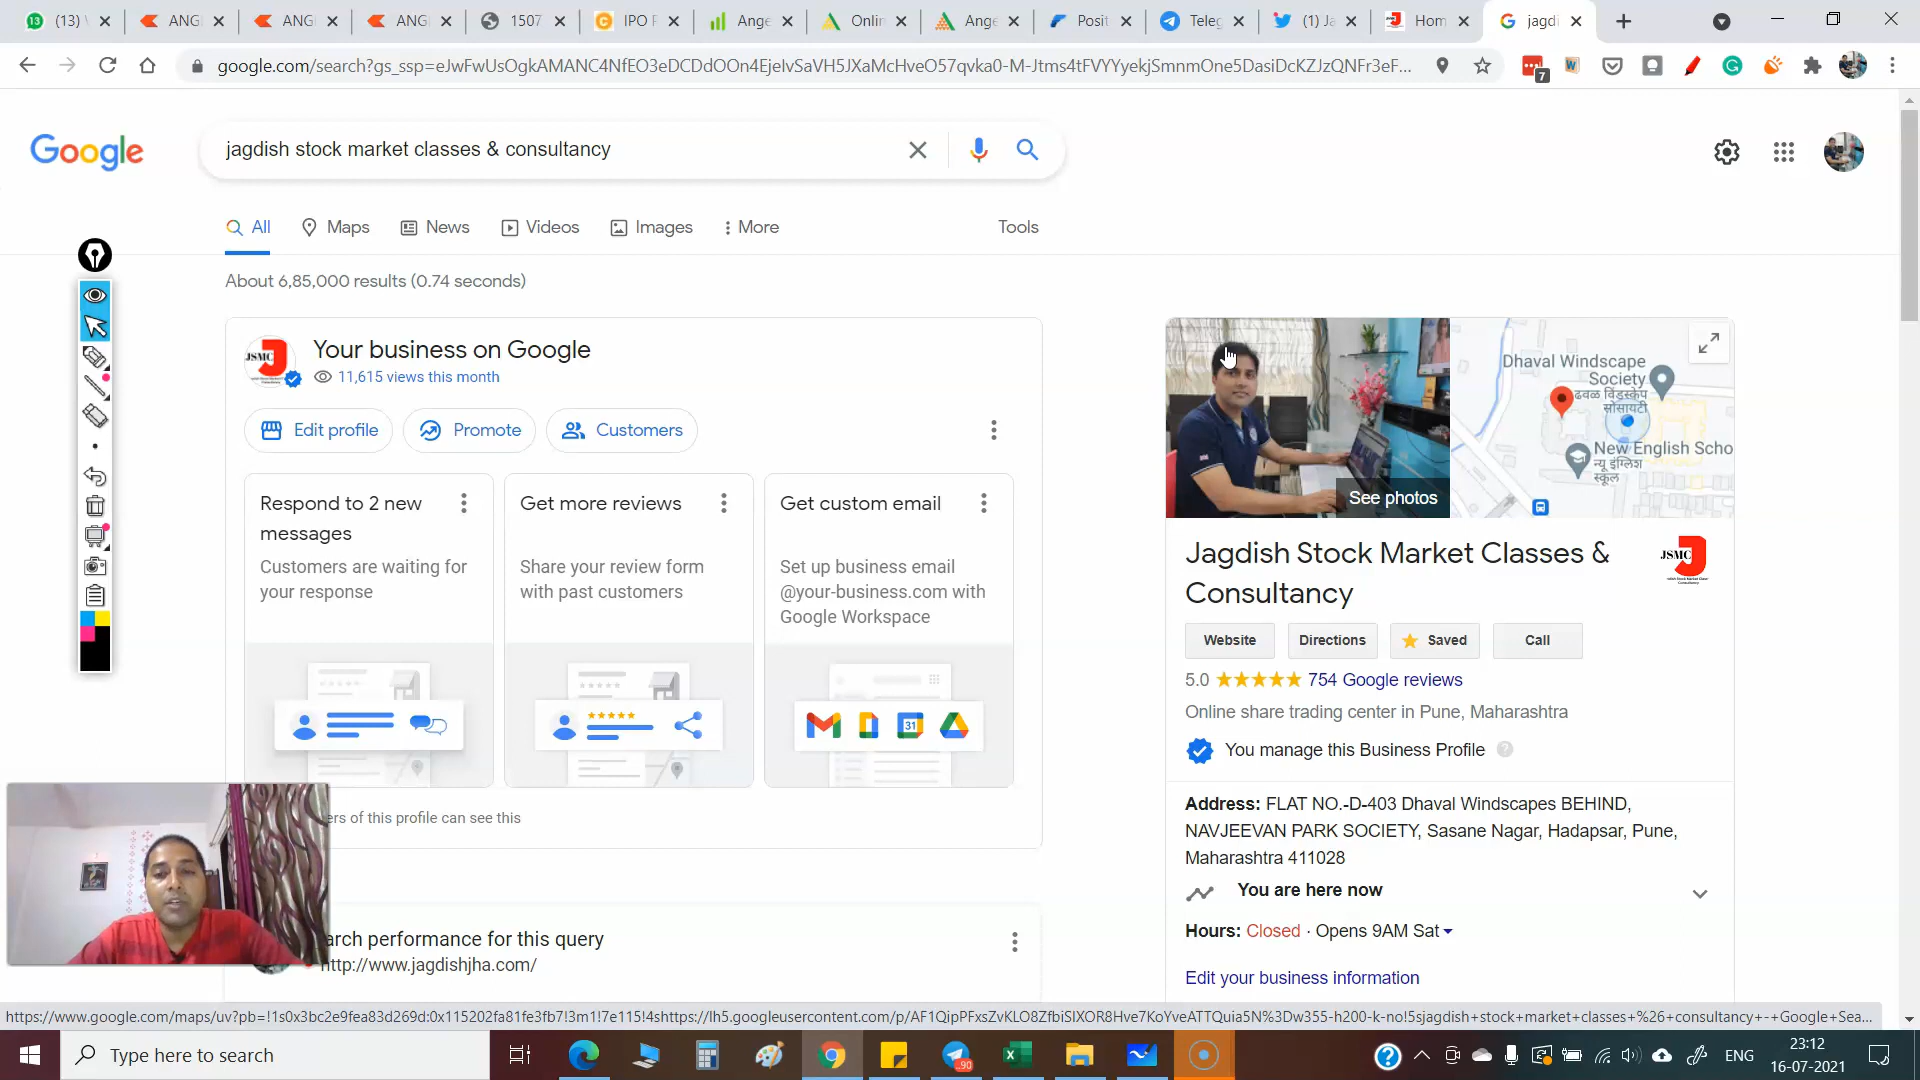 (13) \
ANGI
ANGI
ANGI
1507
IPO F
Ange
Onlin
Ange
Posit
Teleg
(1) Ja
Hom
jagdi
google.com/search?gs_ssp=eJwFwUsOgkAMANC4NfEO3eDCDdOOn4EjelvSaVH5JXaMcHveO57qvka0-M-Jtms4tFVYYyekjSmnmOne5DasiDcKZJzQNFr3eF...
7
Google
jagdish stock market classes & consultancy
All
Maps
News
Videos
Images
More
Tools
About 6,85,000 results (0.74 seconds)
JSMC J
Your business on Google
11,615 views this month
Edit profile
Promote
Customers
Respond to 2 new
messages
Customers are waiting for
your response
Get more reviews
Share your review form
with past customers
Get custom email
Set up business email
@your-business.com with
Google Workspace
31
ers of this profile can see this
arch performance for this query
http://www.jagdishjha.com/
See photos
Dhaval Windscape
Society
ढवळ विंडस्केप
सोसायटी
New English Scho
न्यू इंग्लिश
स्कूल
Jagdish Stock Market Classes &
Consultancy
JSMC J
Website
Directions
Saved
Call
5.0
754 Google reviews
Online share trading center in Pune, Maharashtra
You manage this Business Profile
Address: FLAT NO.-D-403 Dhaval Windscapes BEHIND,
NAVJEEVAN PARK SOCIETY, Sasane Nagar, Hadapsar, Pune,
Maharashtra 411028
You are here now
Hours: Closed · Opens 9AM Sat
Edit your business information
https://www.google.com/maps/uv?pb=!1s0x3bc2e9fea83d269d:0x115202fa81fe3fb7!3m1!7e115!4shttps://lh5.googleusercontent.com/p/AF1QipPFxsZvKLO8ZfbiSIXOR8Hve7KoYveATTQuia5N%3Dw355-h200-k-no!5sjagdish+stock+market+classes+%26+consultancy+-+Google+Sea...
Type here to search
90
ENG
23:12
16-07-2021